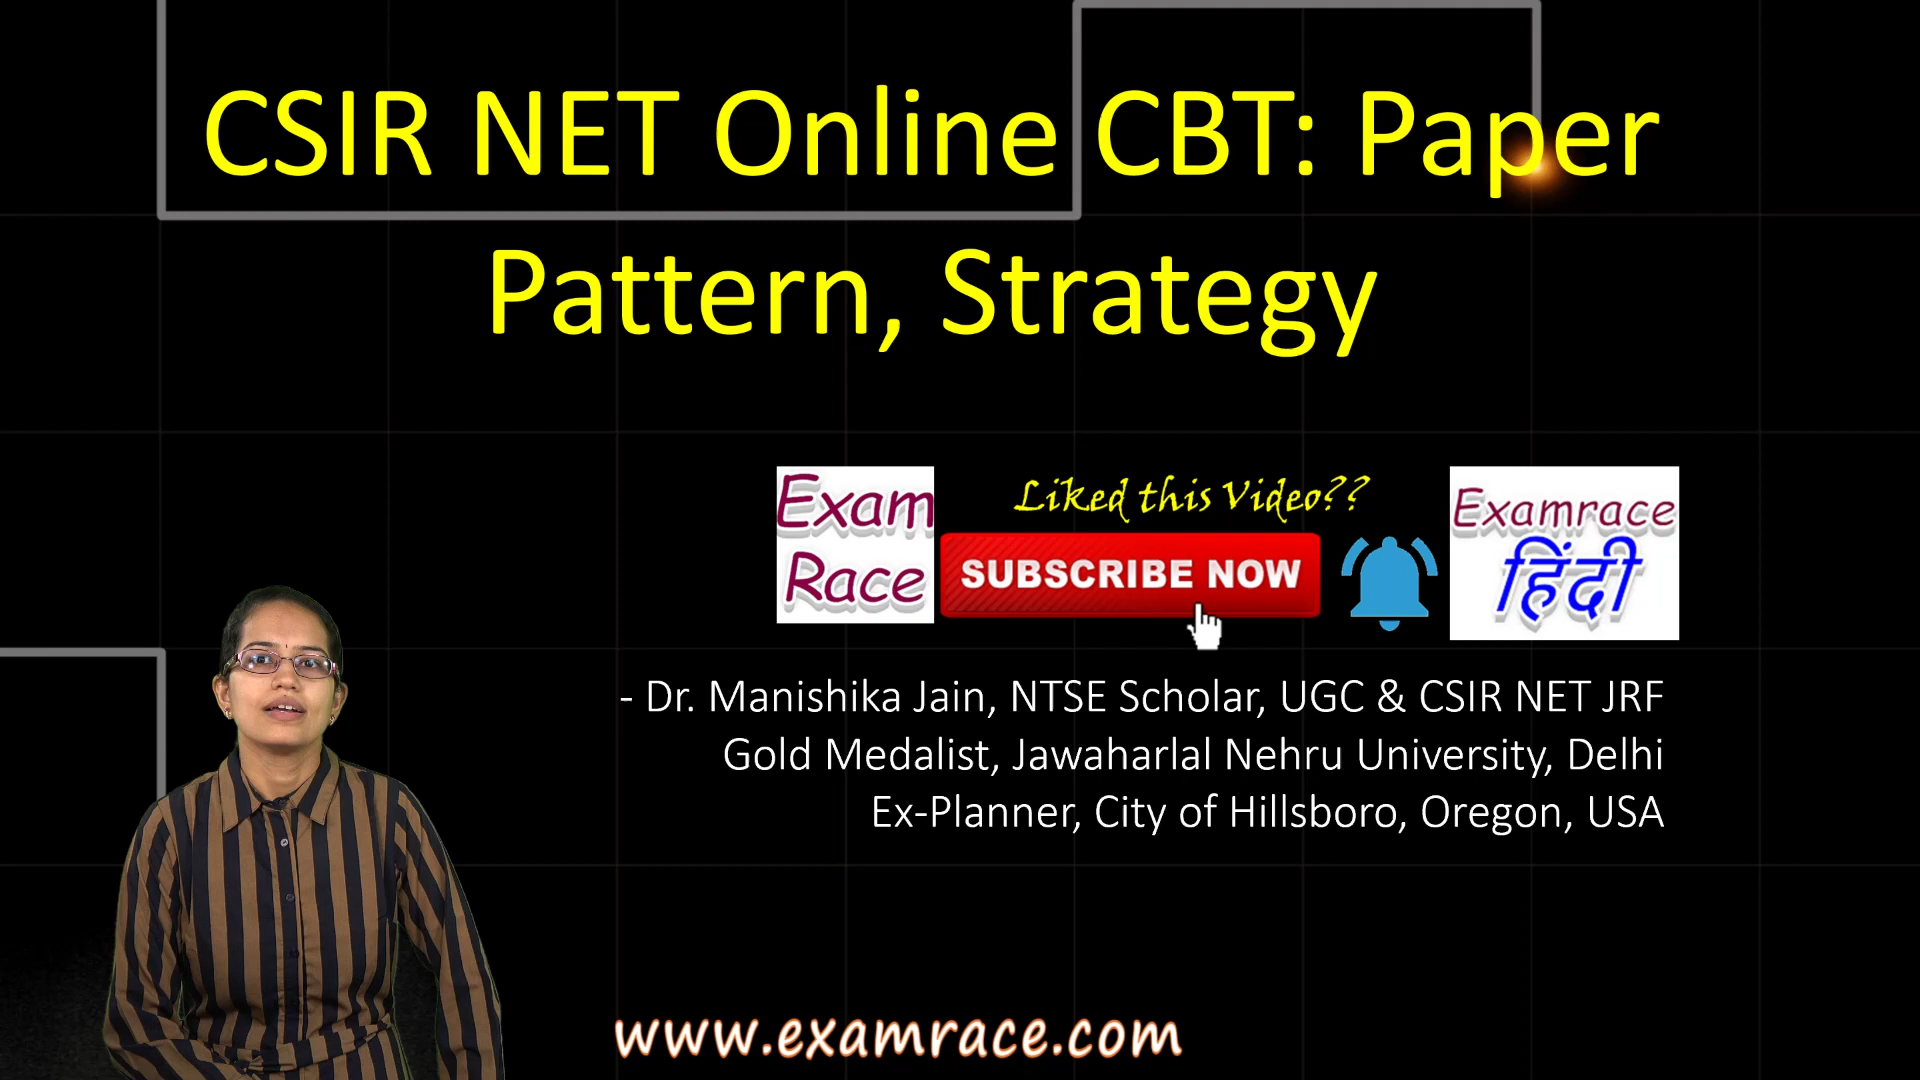 CSIR NET Online CBT: Paper
Pattern, Strategy
Exam
Race
Liked this Video??
SUBSCRIBE NOW
Examrace
हिंदी
- Dr. Manishika Jain, NTSE Scholar, UGC & CSIR NET JRF
Gold Medalist, Jawaharlal Nehru University, Delhi
Ex-Planner, City of Hillsboro, Oregon, USA
www.examrace.com